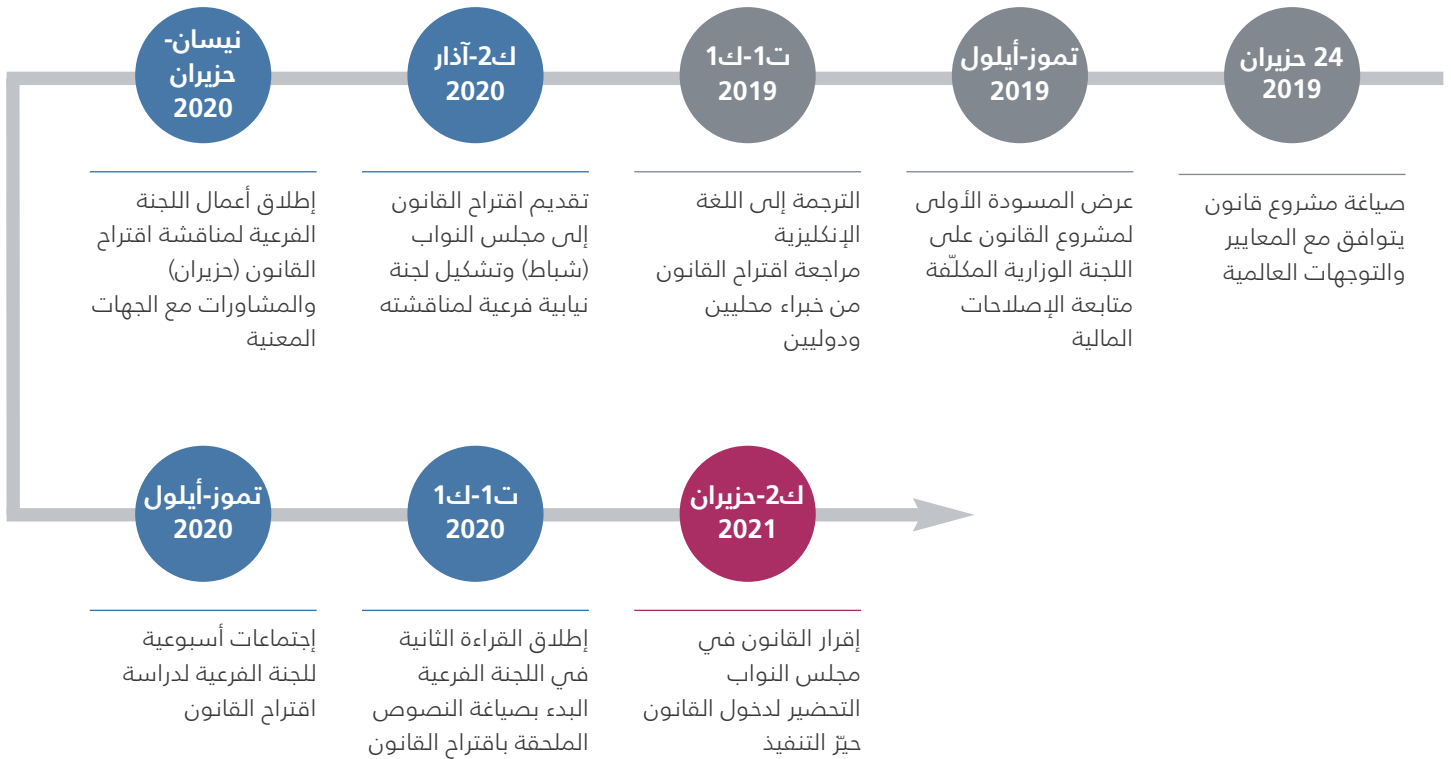 24 حزيران
2019
صياغة مشروع قانون
يتوافق مع المعايير
والتوجهات العالمية
تموز-أيلول
2019
عرض المسودة الأولى
لمشروع القانون على
اللجنة الوزارية المكلّفة
متابعة الإصلاحات
المالية
ت1-ك1
2019
الترجمة إلى اللغة
الإنكليزية
مراجعة اقتراح القانون
من خبراء محليين
ودوليين
ك2-آذار
2020
تقديم اقتراح القانون
إلى مجلس النواب
(شباط) وتشكيل لجنة
نيابية فرعية لمناقشته
نيسان-
حزيران
2020
إطلاق أعمال اللجنة
الفرعية لمناقشة اقتراح
القانون (حزيران)
والمشاورات مع الجهات
المعنية
تموز-أيلول
2020
إجتماعات أسبوعية
للجنة الفرعية لدراسة
اقتراح القانون
ت1-ك1
2020
إطلاق القراءة الثانية
في اللجنة الفرعية
البدء بصياغة النصوص
الملحقة باقتراح القانون
ك2-حزيران
2021
إقرار القانون في
مجلس النواب
التحضير لدخول القانون
حيّز التنفيذ